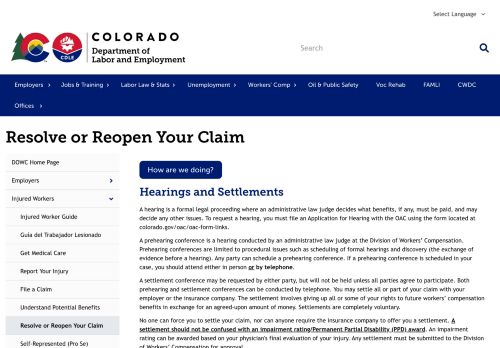 Select Language
COLORADO
Department of
Labor and Employment
CDLE
Search
Employers
Jobs & Training
Labor Law & Stats
Unemployment
Workers' Comp
Oil & Public Safety
Voc Rehab
FAMLI
CWDC
Offices
Resolve or Reopen Your Claim
DOWC Home Page
Employers
Injured Workers
Injured Worker Guide
Guía del Trabajador Lesionado
Get Medical Care
Report Your Injury
File a Claim
Understand Potential Benefits
Resolve or Reopen Your Claim
Self-Represented (Pro Se)
How are we doing?
Hearings and Settlements
A hearing is a formal legal proceeding where an administrative law judge decides what benefits, if any, must be paid, and may
decide any other issues. To request a hearing, you must file an Application for Hearing with the OAC using the form located at
colorado.gov/oac/oac-form-links.
A prehearing conference is a hearing conducted by an administrative law judge at the Division of Workers' Compensation.
Prehearing conferences are limited to procedural issues such as scheduling of formal hearings and discovery (the exchange of
evidence before a hearing). Any party can schedule a prehearing conference. If a prehearing conference is scheduled in your
case, you should attend either in person or by telephone.
A settlement conference may be requested by either party, but will not be held unless all parties agree to participate. Both
prehearing and settlement conferences can be conducted by telephone. You may settle all or part of your claim with your
employer or the insurance company. The settlement involves giving up all or some of your rights to future workers' compensation
benefits in exchange for an agreed-upon amount of money. Settlements are completely voluntary.
No one can force you to settle your claim, nor can anyone require the insurance company to offer you a settlement. A
settlement should not be confused with an impairment rating/Permanent Partial Disability (PPD) award. An impairment
rating can be awarded based on your physician's final evaluation of your injury. Any settlement must be submitted to the
Division of Workers' Compensation for approval.